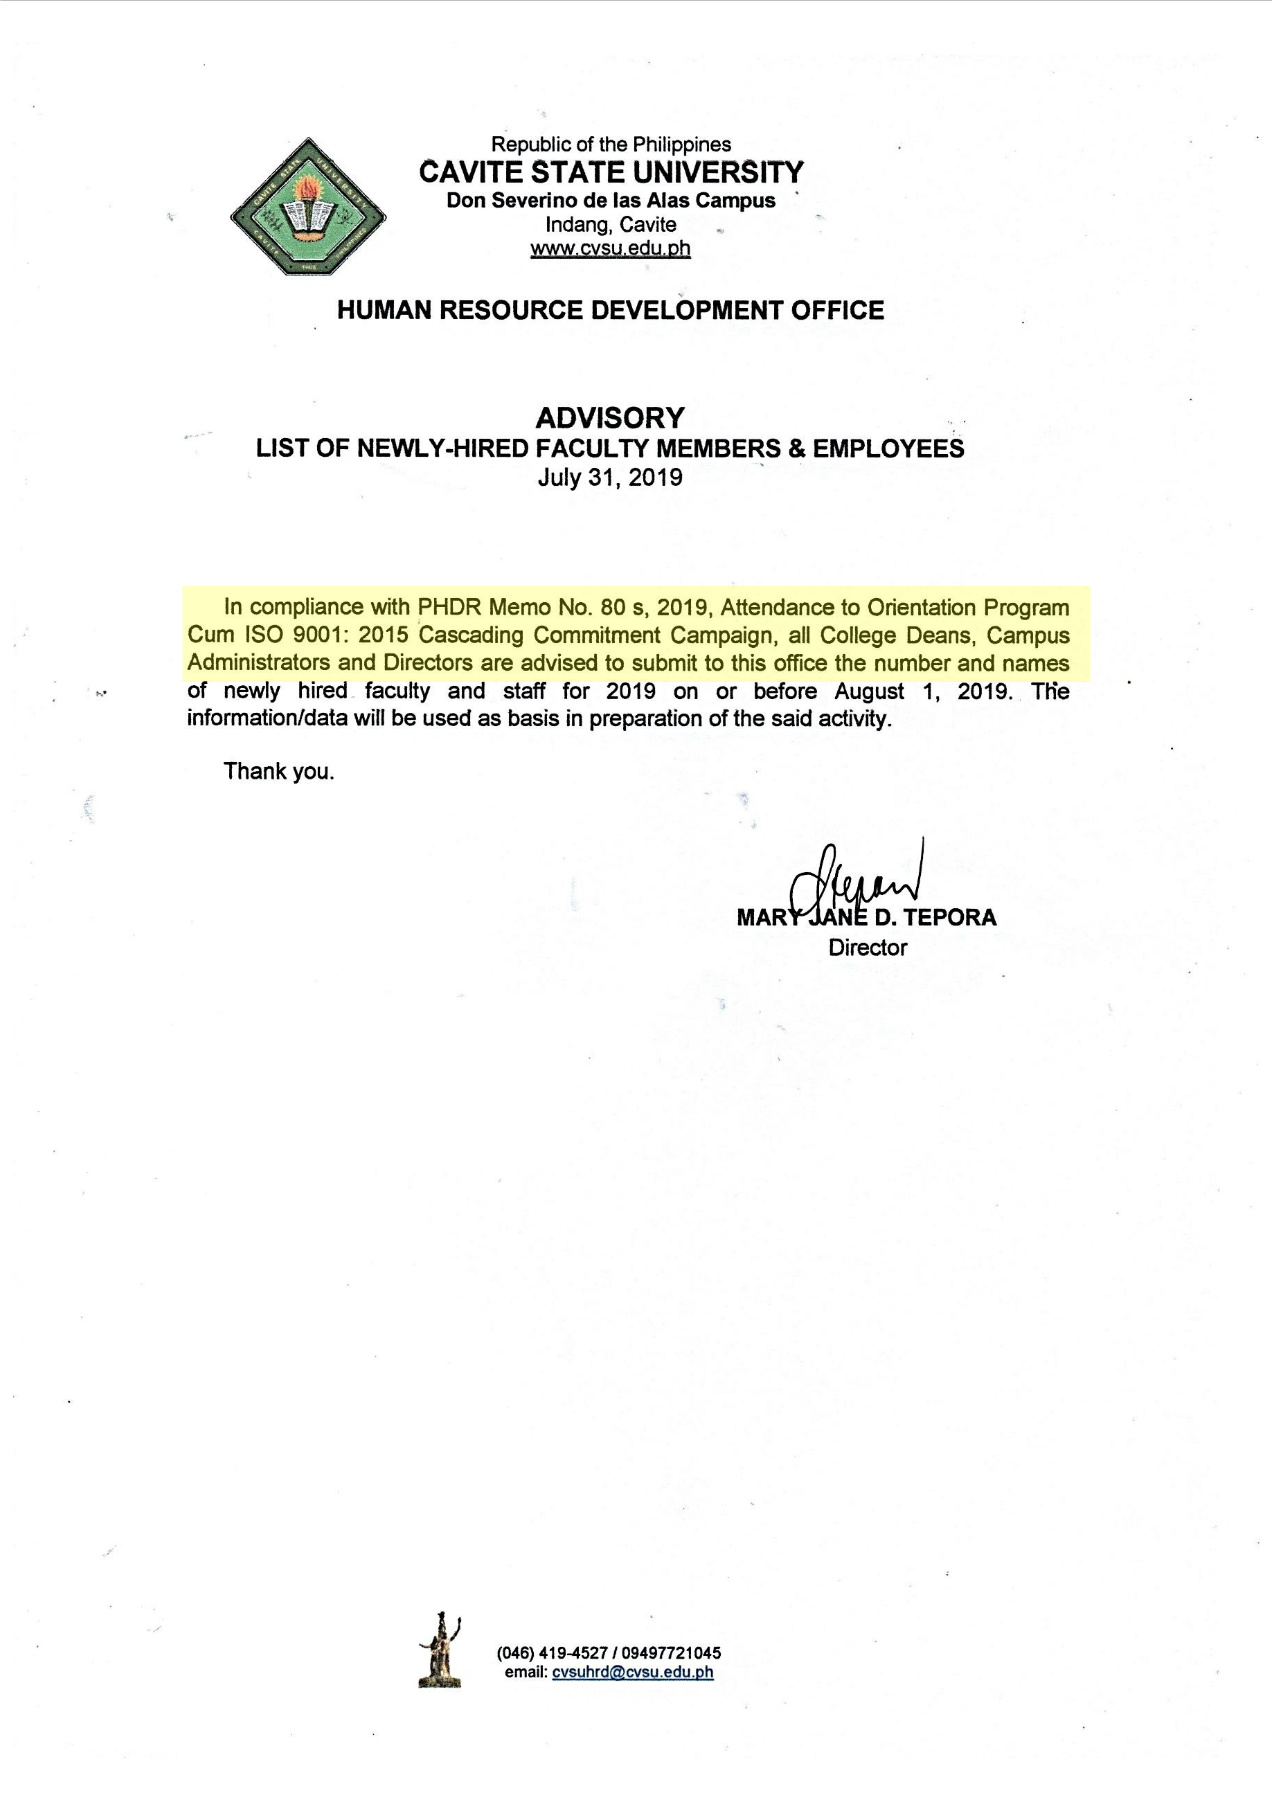 Republic of the Philippines
CAVITE STATE UNIVERSITY
Don Severino de las Alas Campus
Indang, Cavite
www.cvsu.edu.ph
CAVITE STATE UNIVERSITY
CAVITE PHILIPPINES
HUMAN RESOURCE DEVELOPMENT OFFICE
ADVISORY
LIST OF NEWLY-HIRED FACULTY MEMBERS & EMPLOYEES
July 31, 2019
In compliance with PHDR Memo No. 80 s, 2019, Attendance to Orientation Program
Cum ISO 9001: 2015 Cascading Commitment Campaign, all College Deans, Campus
Administrators and Directors are advised to submit to this office the number and names
of newly hired faculty and staff for 2019 on or before August 1, 2019. The
information/data will be used as basis in preparation of the said activity.
Thank you.
MARY JANE D. TEPORA
Director
(046) 419-4527 / 09497721045
email: cvsuhrd@cvsu.edu.ph